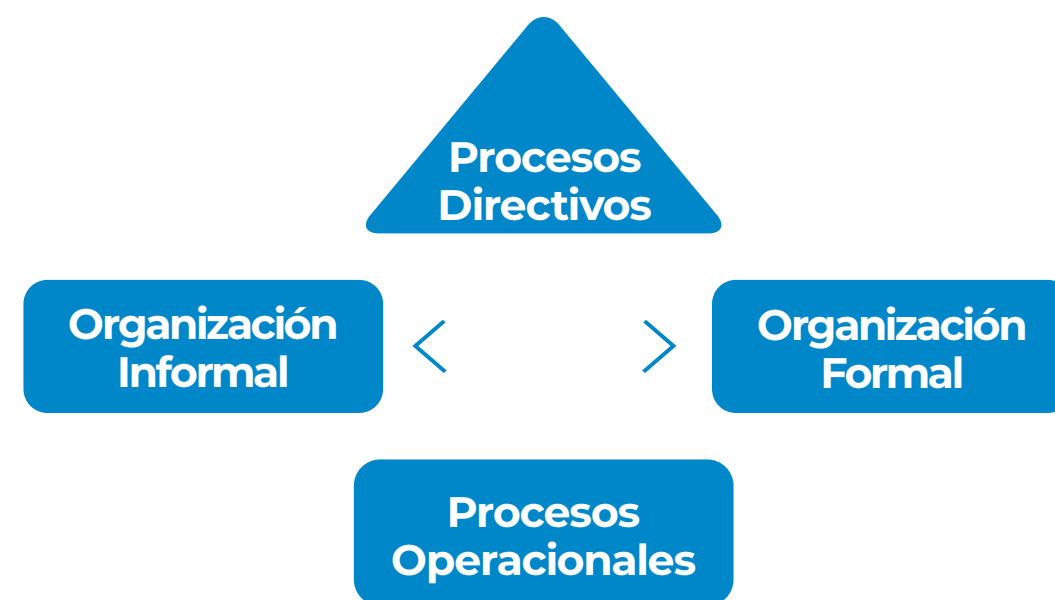 Procesos
Directivos
Organización
Informal
Organización
Formal
Procesos
Operacionales